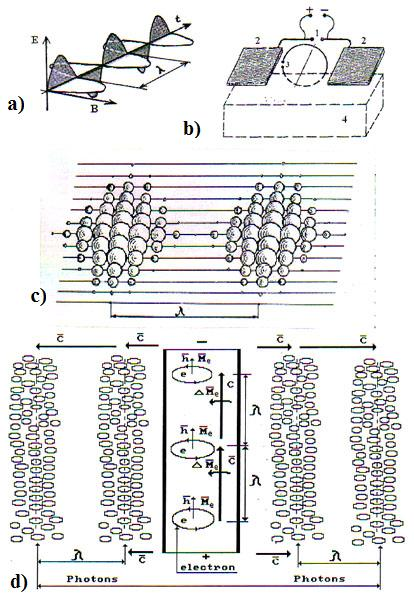 E
t
λ
B
a)
+ −
2 1 2
3
4
b)
c)
λ
c̅ c̅ − c̅ c̅
h̅ M̅e
e
c
Δ M̅e
λ
h̅ M̅e
e
c̅
Δ M̅e
λ
h̅ M̅e
e
c̅ + c̅
electron
λ λ
d) Photons Photons